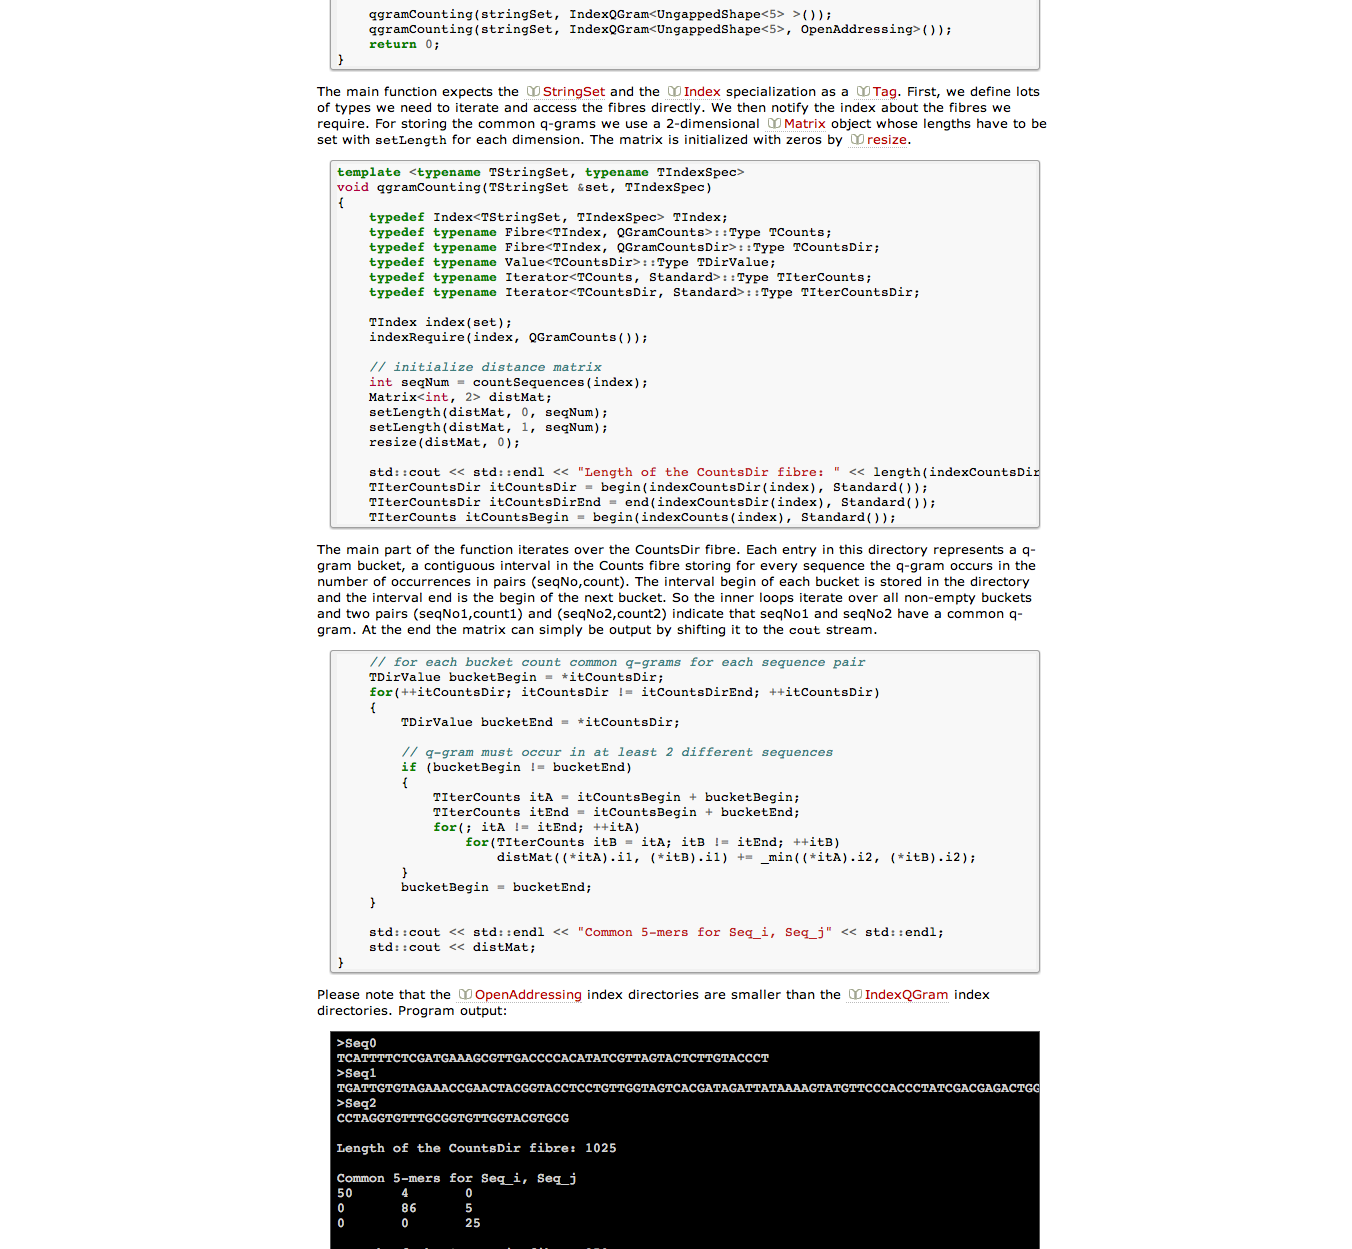 qgramCounting(stringSet, IndexQGram<UngappedShape<5> >());
qgramCounting(stringSet, IndexQGram<UngappedShape<5>, OpenAddressing>());
return 0;
}
The main function expects the StringSet and the Index specialization as a Tag. First, we define lots
of types we need to iterate and access the fibres directly. We then notify the index about the fibres we
require. For storing the common q-grams we use a 2-dimensional Matrix object whose lengths have to be
set with setLength for each dimension. The matrix is initialized with zeros by resize.
template <typename TStringSet, typename TIndexSpec>
void qgramCounting(TStringSet &set, TIndexSpec)
{
typedef Index<TStringSet, TIndexSpec> TIndex;
typedef typename Fibre<TIndex, QGramCounts>::Type TCounts;
typedef typename Fibre<TIndex, QGramCountsDir>::Type TCountsDir;
typedef typename Value<TCountsDir>::Type TDirValue;
typedef typename Iterator<TCounts, Standard>::Type TIterCounts;
typedef typename Iterator<TCountsDir, Standard>::Type TIterCountsDir;
TIndex index(set);
indexRequire(index, QGramCounts());
// initialize distance matrix
int seqNum = countSequences(index);
Matrix<int, 2> distMat;
setLength(distMat, 0, seqNum);
setLength(distMat, 1, seqNum);
resize(distMat, 0);
std::cout << std::endl << "Length of the CountsDir fibre: " << length(indexCountsDir
TIterCountsDir itCountsDir = begin(indexCountsDir(index), Standard());
TIterCountsDir itCountsDirEnd = end(indexCountsDir(index), Standard());
TIterCounts itCountsBegin = begin(indexCounts(index), Standard());
The main part of the function iterates over the CountsDir fibre. Each entry in this directory represents a q-
gram bucket, a contiguous interval in the Counts fibre storing for every sequence the q-gram occurs in the
number of occurrences in pairs (seqNo,count). The interval begin of each bucket is stored in the directory
and the interval end is the begin of the next bucket. So the inner loops iterate over all non-empty buckets
and two pairs (seqNo1,count1) and (seqNo2,count2) indicate that seqNo1 and seqNo2 have a common q-
gram. At the end the matrix can simply be output by shifting it to the cout stream.
// for each bucket count common q-grams for each sequence pair
TDirValue bucketBegin = *itCountsDir;
for(++itCountsDir; itCountsDir != itCountsDirEnd; ++itCountsDir)
{
TDirValue bucketEnd = *itCountsDir;
// q-gram must occur in at least 2 different sequences
if (bucketBegin != bucketEnd)
{
TIterCounts itA = itCountsBegin + bucketBegin;
TIterCounts itEnd = itCountsBegin + bucketEnd;
for(; itA != itEnd; ++itA)
for(TIterCounts itB = itA; itB != itEnd; ++itB)
distMat((*itA).i1, (*itB).i1) += _min((*itA).i2, (*itB).i2);
}
bucketBegin = bucketEnd;
}
std::cout << std::endl << "Common 5-mers for Seq_i, Seq_j" << std::endl;
std::cout << distMat;
}
Please note that the OpenAddressing index directories are smaller than the IndexQGram index
directories. Program output:
>Seq0
TCATTTTCTCGATGAAAGCGTTGACCCCACATATCGTTAGTACTCTTGTACCCT
>Seq1
TGATTGTGTAGAAACCGAACTACGGTACCTCCTGTTGGTAGTCACGATAGATTATAAAAGTATGTTCCCACCCTATCGACGAGACTGG
>Seq2
CCTAGGTGTTTGCGGTGTTGGTACGTGCG
Length of the CountsDir fibre: 1025
Common 5-mers for Seq_i, Seq_j
50 4 0
0 86 5
0 0 25